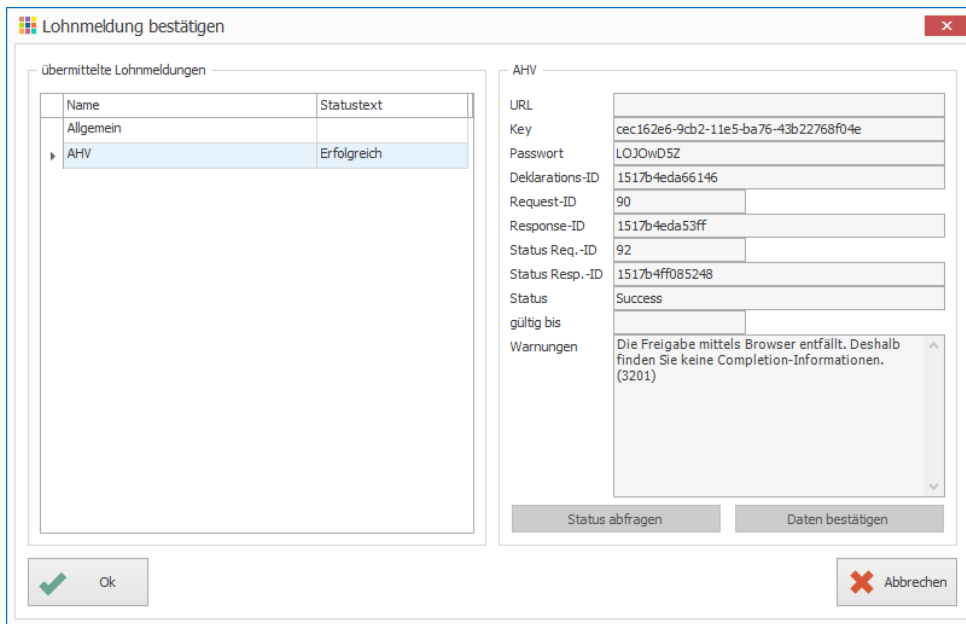 Lohnmeldung bestätigen
übermittelte Lohnmeldungen
Name Statustext
Allgemein
AHV Erfolgreich
AHV
URL
Key cec162e6-9cb2-11e5-ba76-43b22768f04e
Passwort LOJOwD5Z
Deklarations-ID 1517b4eda66146
Request-ID 90
Response-ID 1517b4eda53ff
Status Req.-ID 92
Status Resp.-ID 1517b4ff085248
Status Success
gültig bis
Warnungen Die Freigabe mittels Browser entfällt. Deshalb
finden Sie keine Completion-Informationen.
(3201)
Status abfragen Daten bestätigen
Ok Abbrechen